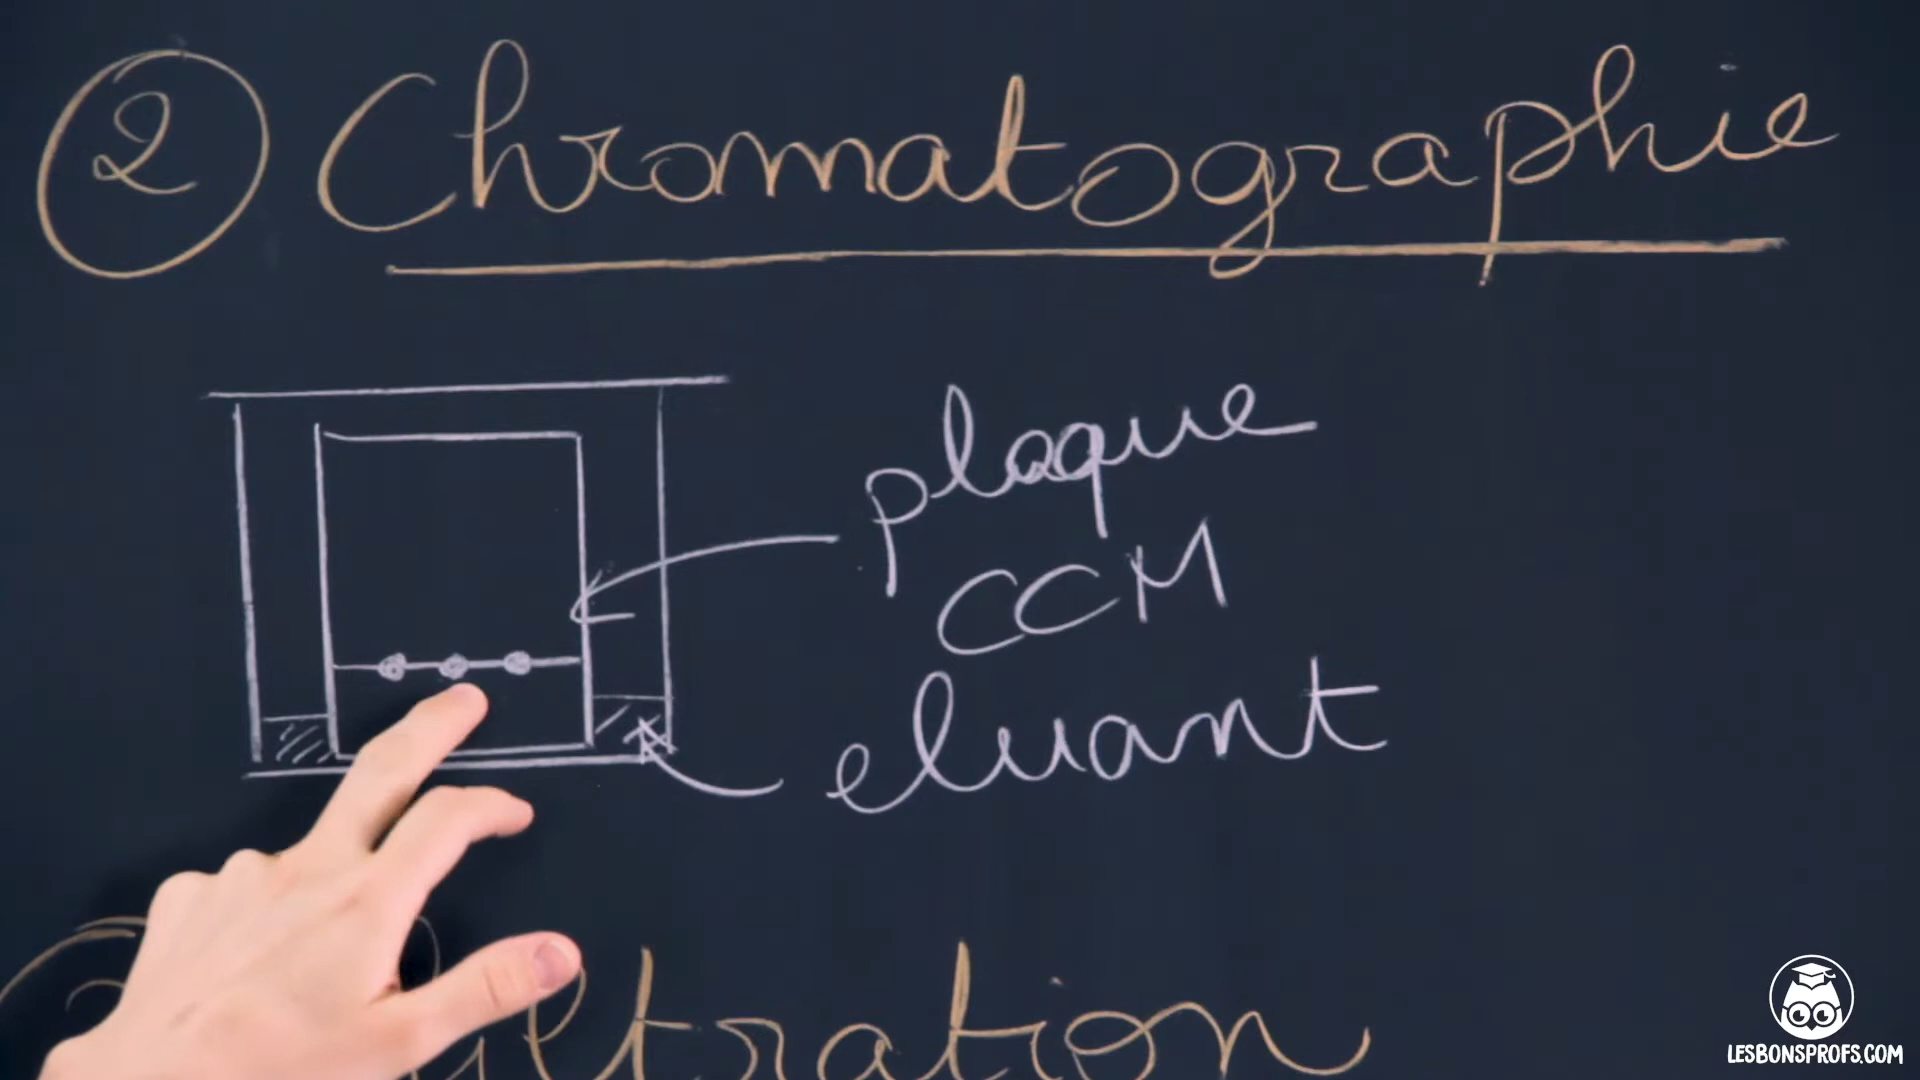 ② Chromatographie
plaque
CCM
eluant
LESBONSPROFS.COM